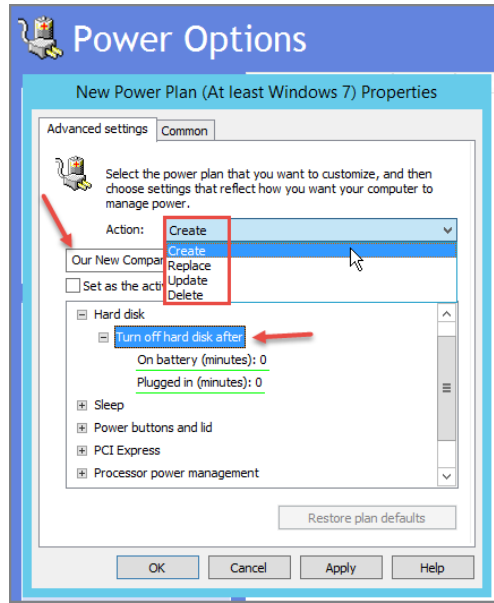 Power Options
New Power Plan (At least Windows 7) Properties
Advanced settings Common
Select the power plan that you want to customize, and then
choose settings that reflect how you want your computer to
manage power.
Action: Create
Create
Our New Compa
Replace
Update
Set as the acti
Delete
Hard disk
Turn off hard disk after
On battery (minutes): 0
Plugged in (minutes): 0
Sleep
Power buttons and lid
PCI Express
Processor power management
Restore plan defaults
OK Cancel Apply Help